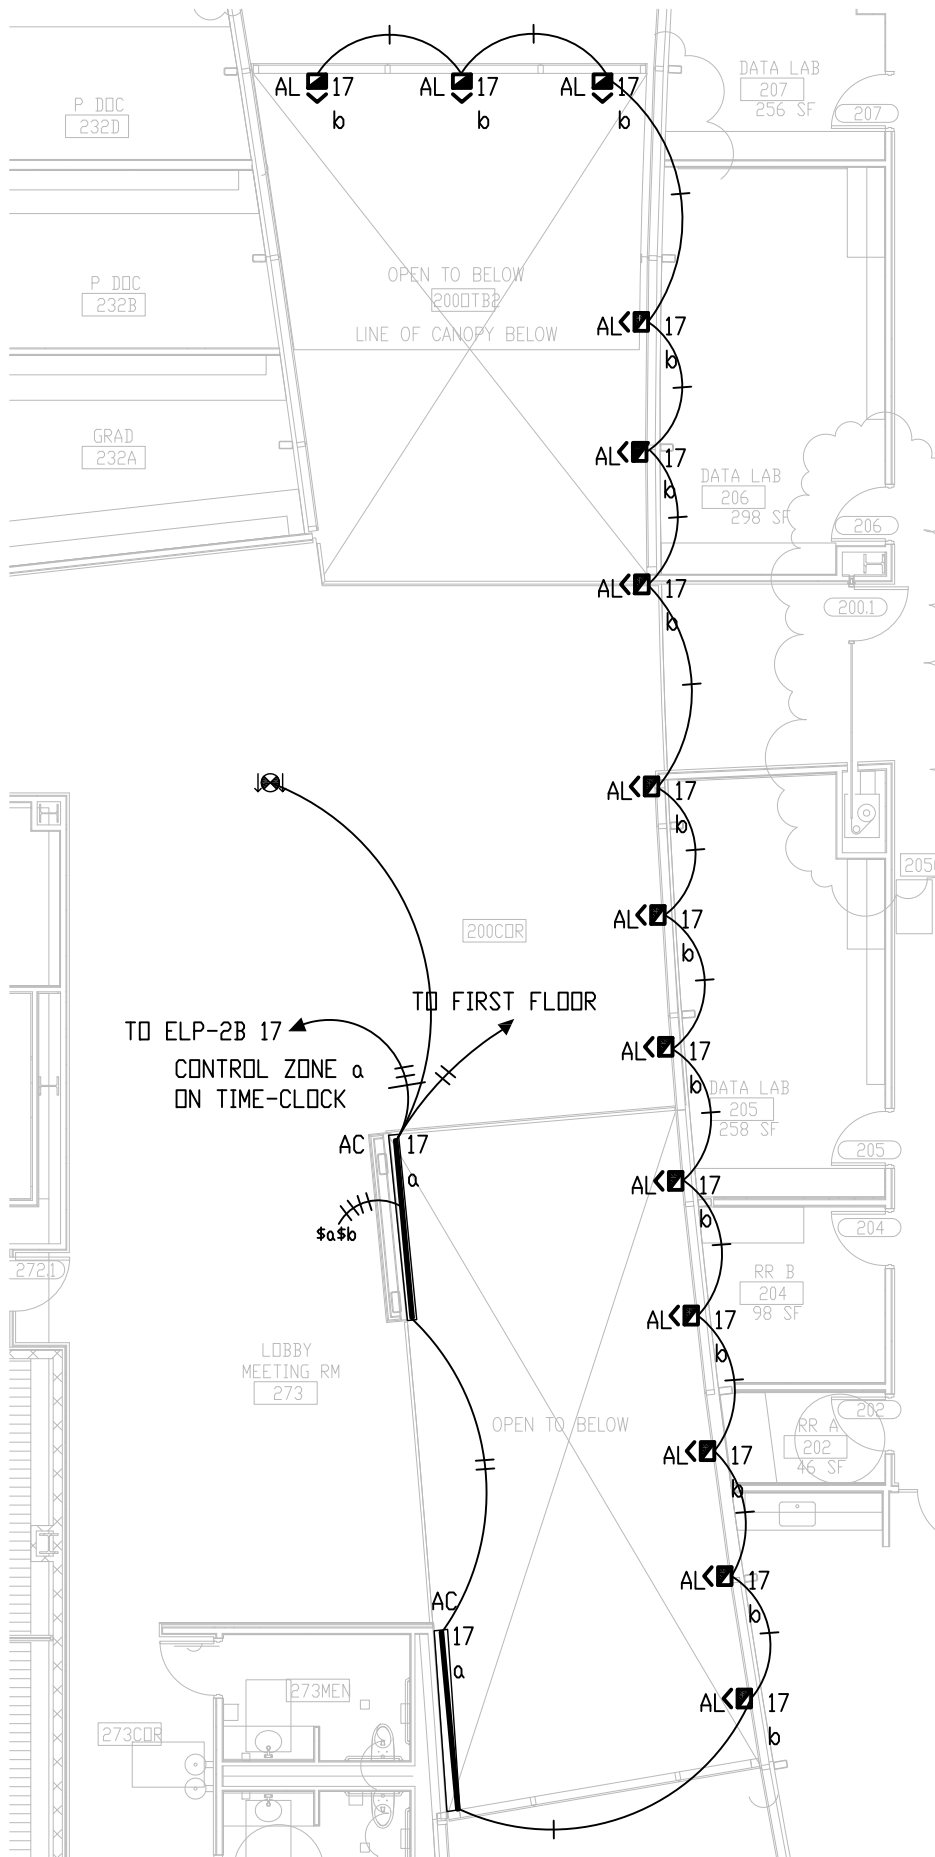 AL 17
b
AL 17
b
AL 17
b
DATA LAB
207
256 SF
207
P DOC
232D
P DOC
232B
OPEN TO BELOW
200OTB2
LINE OF CANOPY BELOW
AL 17
b
GRAD
232A
AL 17
b
DATA LAB
206
298 SF
206
AL 17
b
200.1
AL 17
b
205
AL 17
b
200COR
TO FIRST FLOOR
TO ELP-2B 17
CONTROL ZONE a
ON TIME-CLOCK
AL 17
b
DATA LAB
205
258 SF
205
AC 17
a
AL 17
b
$a$b
204
272.1
RR B
204
98 SF
AL 17
b
LOBBY
MEETING RM
273
OPEN TO BELOW
202
RR A
202
46 SF
AL 17
b
AL 17
b
AC
17
a
273MEN
AL 17
b
273COR